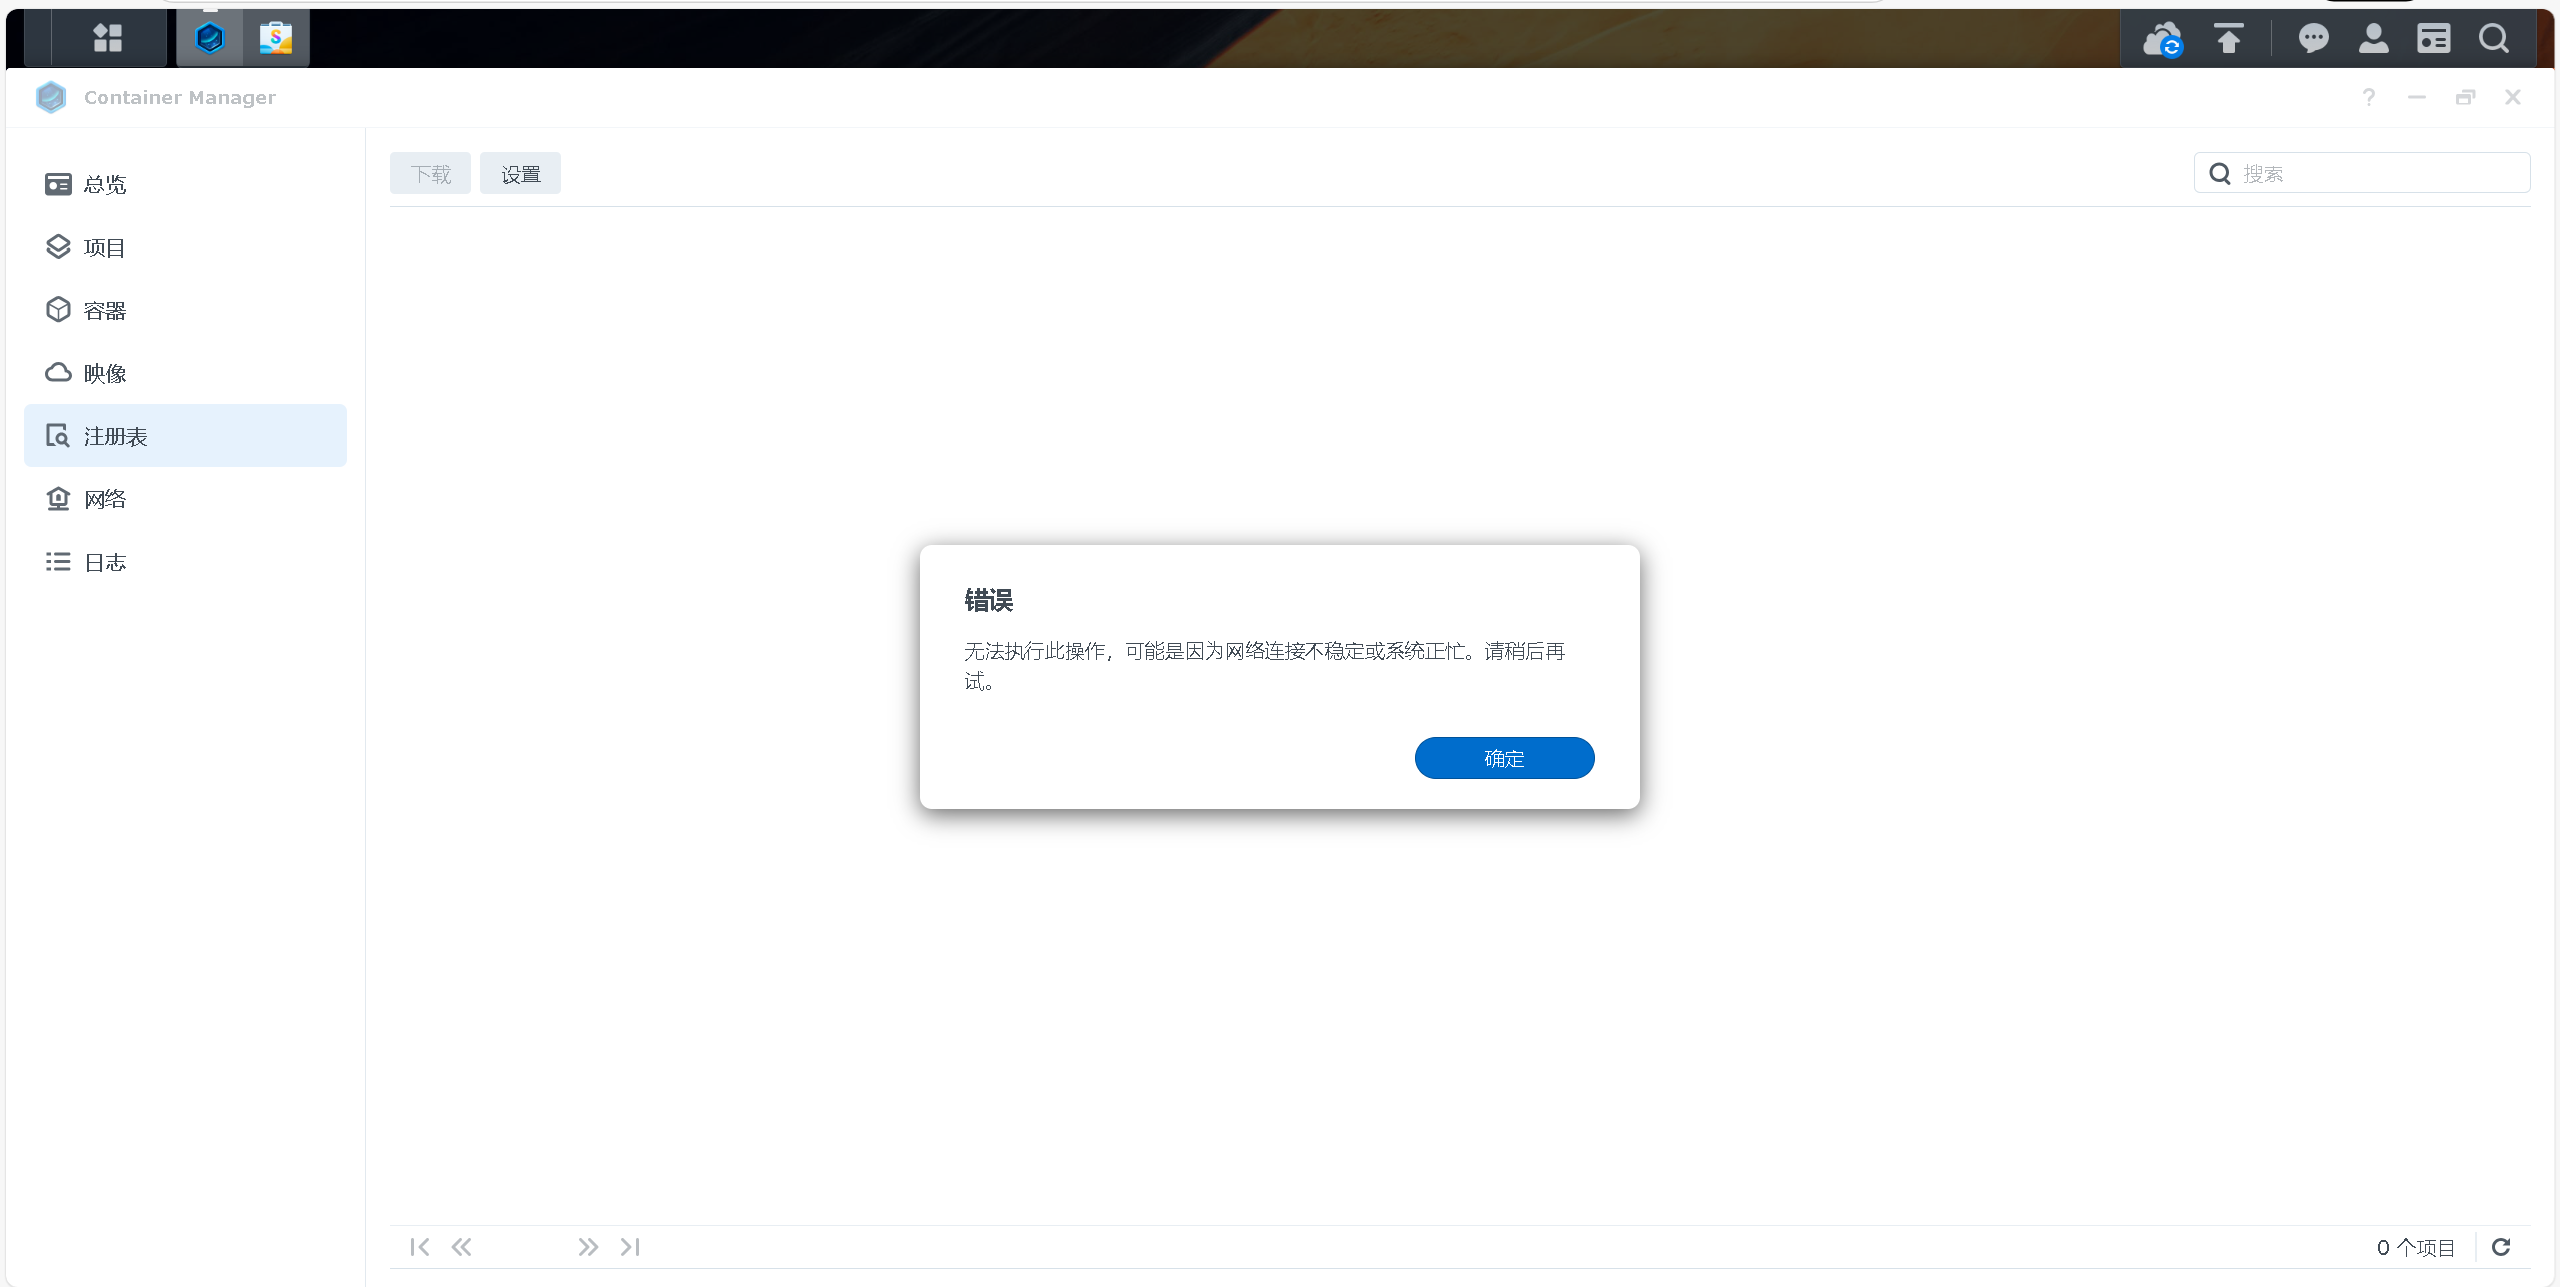 Container Manager
?
总览
项目
容器
映像
注册表
网络
日志
下载
设置
搜索
错误
无法执行此操作，可能是因为网络连接不稳定或系统正忙。请稍后再
试。
确定
0 个项目